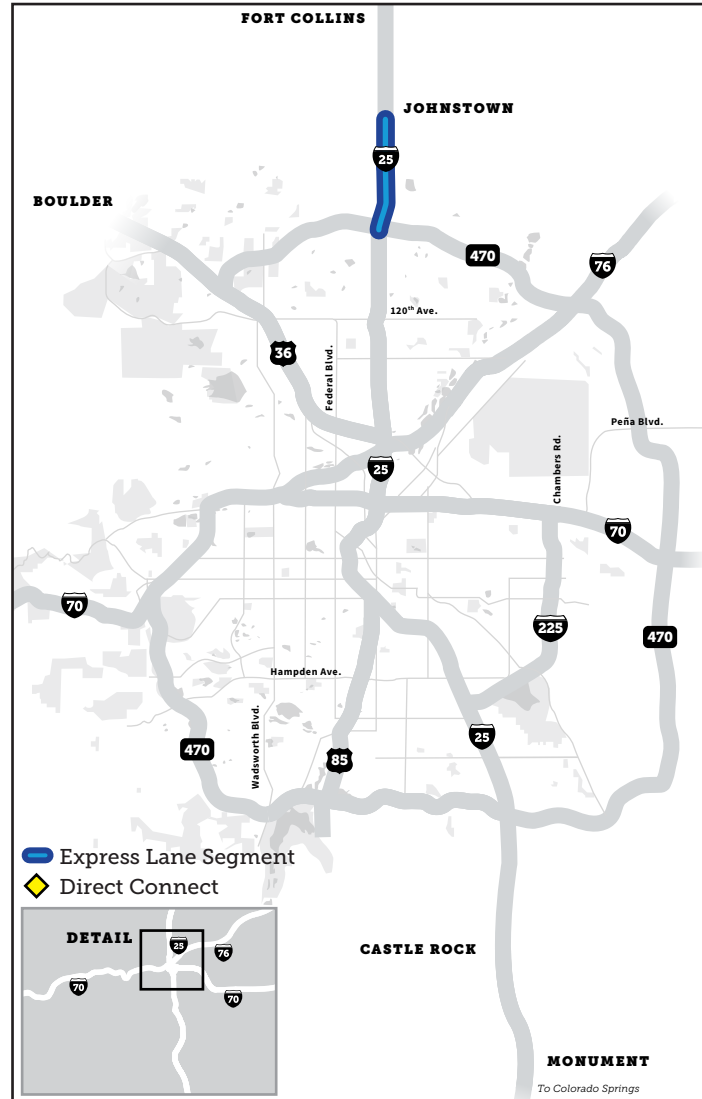 FORT COLLINS
JOHNSTOWN
25
BOULDER
470
76
120th Ave.
36
Federal Blvd.
Peña Blvd.
25
Chambers Rd.
70
70
225
470
Hampden Ave.
Wadsworth Blvd.
25
470
85
Express Lane Segment
Direct Connect
DETAIL
25
76
70
70
CASTLE ROCK
MONUMENT
To Colorado Springs